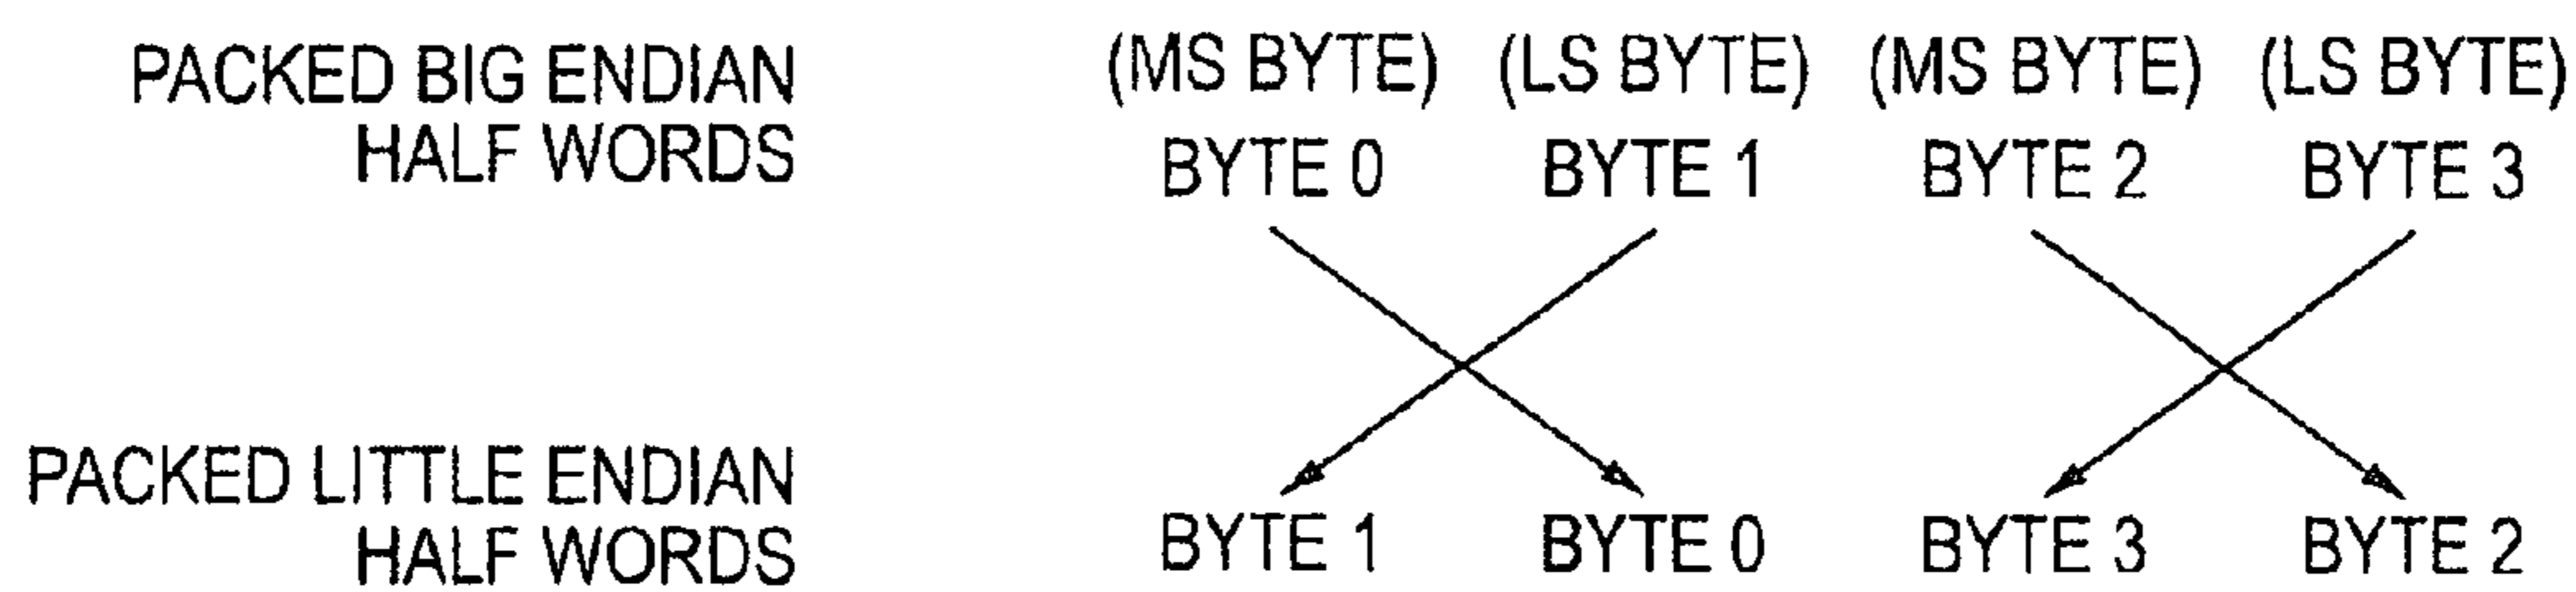 PACKED BIG ENDIAN (MS BYTE) (LS BYTE) (MS BYTE) (LS BYTE)
HALF WORDS BYTE 0 BYTE 1 BYTE 2 BYTE 3
PACKED LITTLE ENDIAN
HALF WORDS BYTE 1 BYTE 0 BYTE 3 BYTE 2